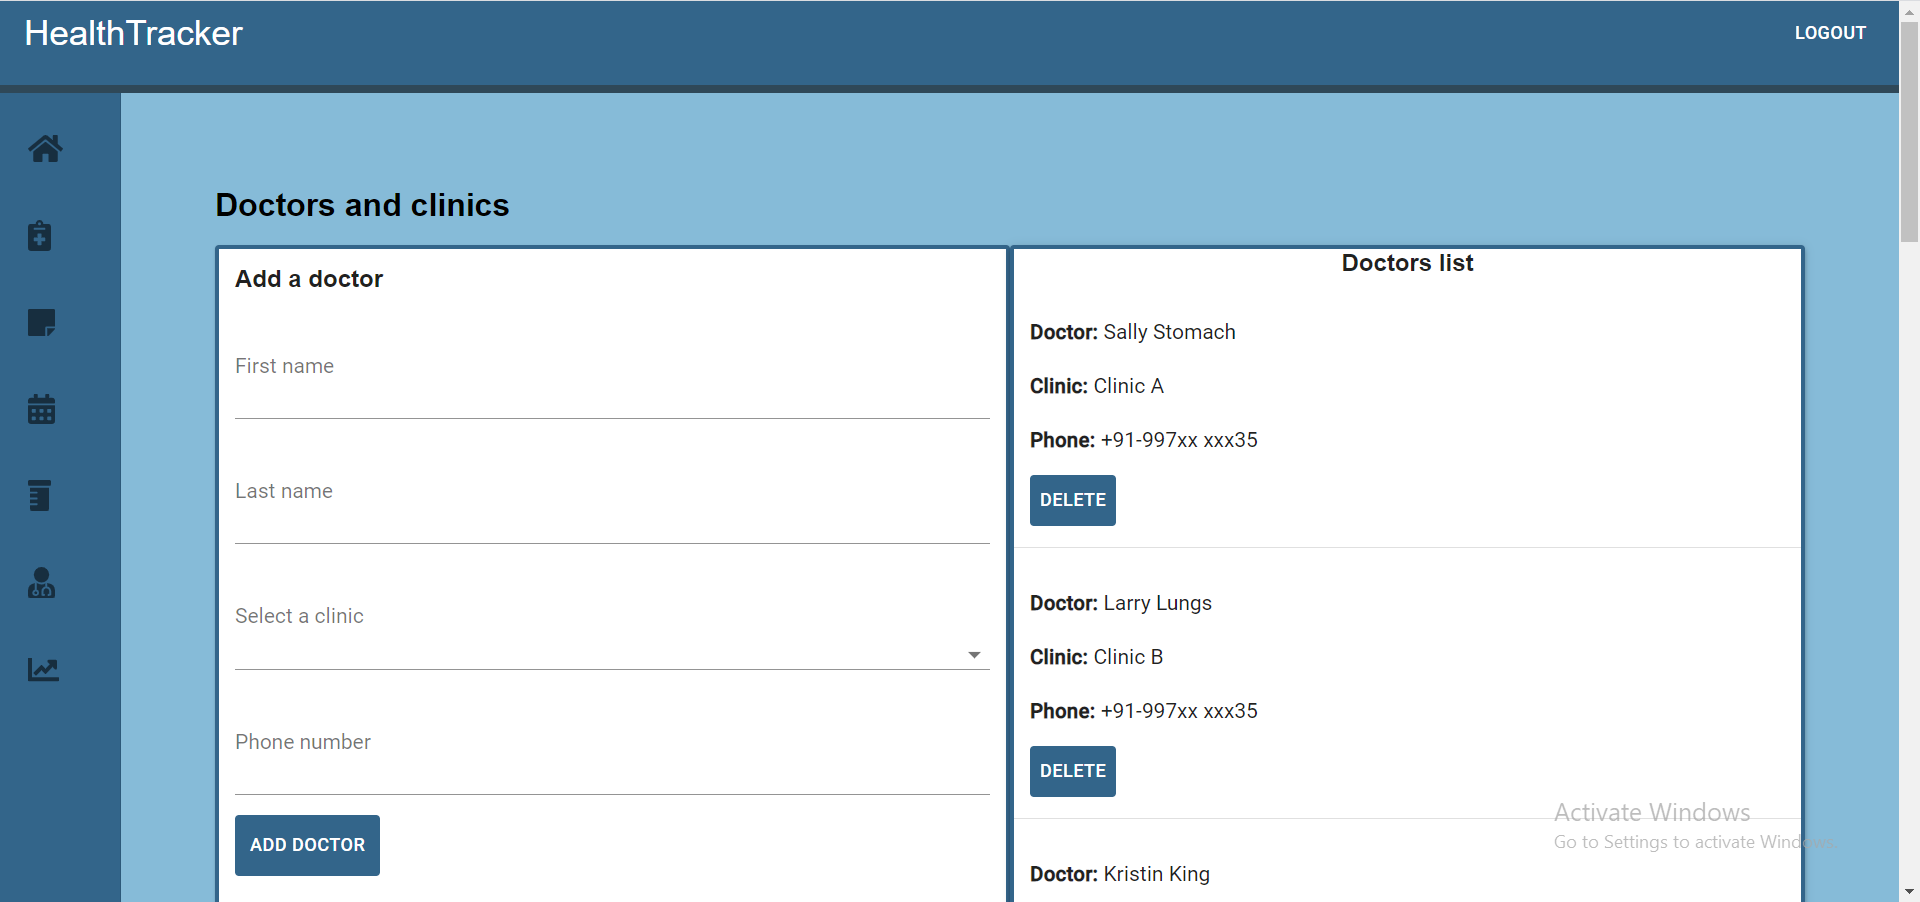 HealthTracker
LOGOUT
Doctors and clinics
Add a doctor
First name
Last name
Select a clinic
Phone number
ADD DOCTOR
Doctors list
Doctor: Sally Stomach
Clinic: Clinic A
Phone: +91-997xx xxx35
DELETE
Doctor: Larry Lungs
Clinic: Clinic B
Phone: +91-997xx xxx35
DELETE
Doctor: Kristin King
Activate Windows
Go to Settings to activate Windows.